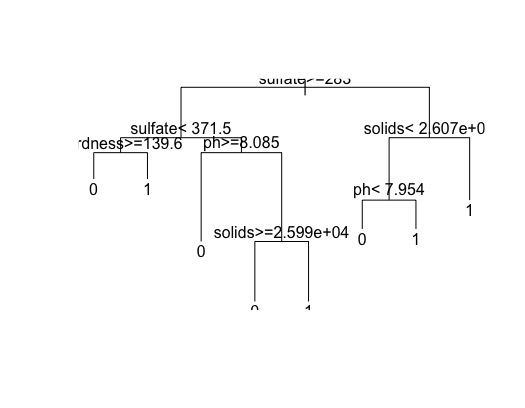 sulfate>=285
sulfate< 371.5
solids< 2.607e+0
rdness>=139.6
ph>=8.085
0
1
ph< 7.954
1
0
solids>=2.599e+04
0
1
0
1